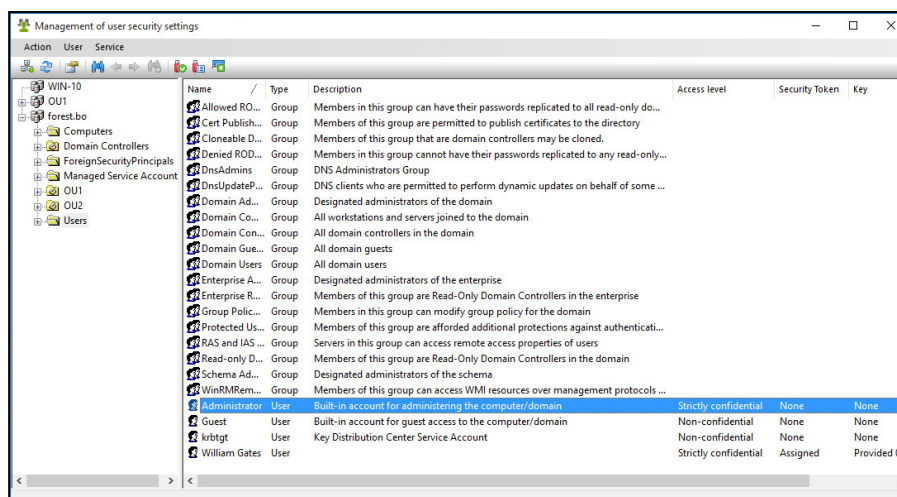 Management of user security settings
Action User Service
WIN-10
OU1
forest.bo
Computers
Domain Controllers
ForeignSecurityPrincipals
Managed Service Account
OU1
OU2
Users
Name / Type Description Access level Security Token Key
Allowed RO... Group Members in this group can have their passwords replicated to all read-only do...
Cert Publish... Group Members of this group are permitted to publish certificates to the directory
Cloneable D... Group Members of this group that are domain controllers may be cloned.
Denied ROD... Group Members in this group cannot have their passwords replicated to any read-only...
DnsAdmins Group DNS Administrators Group
DnsUpdateP... Group DNS clients who are permitted to perform dynamic updates on behalf of some ...
Domain Ad... Group Designated administrators of the domain
Domain Co... Group All workstations and servers joined to the domain
Domain Con... Group All domain controllers in the domain
Domain Gue... Group All domain guests
Domain Users Group All domain users
Enterprise A... Group Designated administrators of the enterprise
Enterprise R... Group Members of this group are Read-Only Domain Controllers in the enterprise
Group Polic... Group Members in this group can modify group policy for the domain
Protected Us... Group Members of this group are afforded additional protections against authenticati...
RAS and IAS ... Group Servers in this group can access remote access properties of users
Read-only D... Group Members of this group are Read-Only Domain Controllers in the domain
Schema Ad... Group Designated administrators of the schema
WinRMRem... Group Members of this group can access WMI resources over management protocols ...
Administrator User Built-in account for administering the computer/domain Strictly confidential None None
Guest User Built-in account for guest access to the computer/domain Non-confidential None None
krbtgt User Key Distribution Center Service Account Non-confidential None None
William Gates User Strictly confidential Assigned Provided